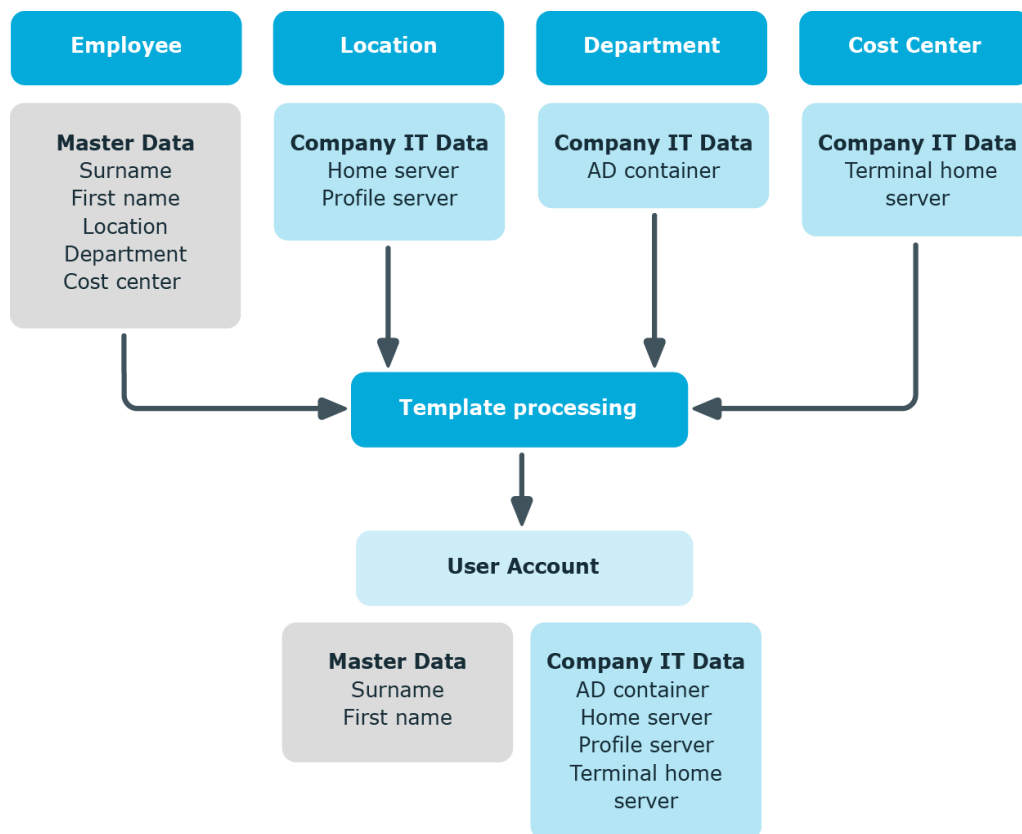 Employee
Location
Department
Cost Center
Master Data
Surname
First name
Location
Department
Cost center
Company IT Data
Home server
Profile server
Company IT Data
AD container
Company IT Data
Terminal home
server
Template processing
User Account
Master Data
Surname
First name
Company IT Data
AD container
Home server
Profile server
Terminal home
server